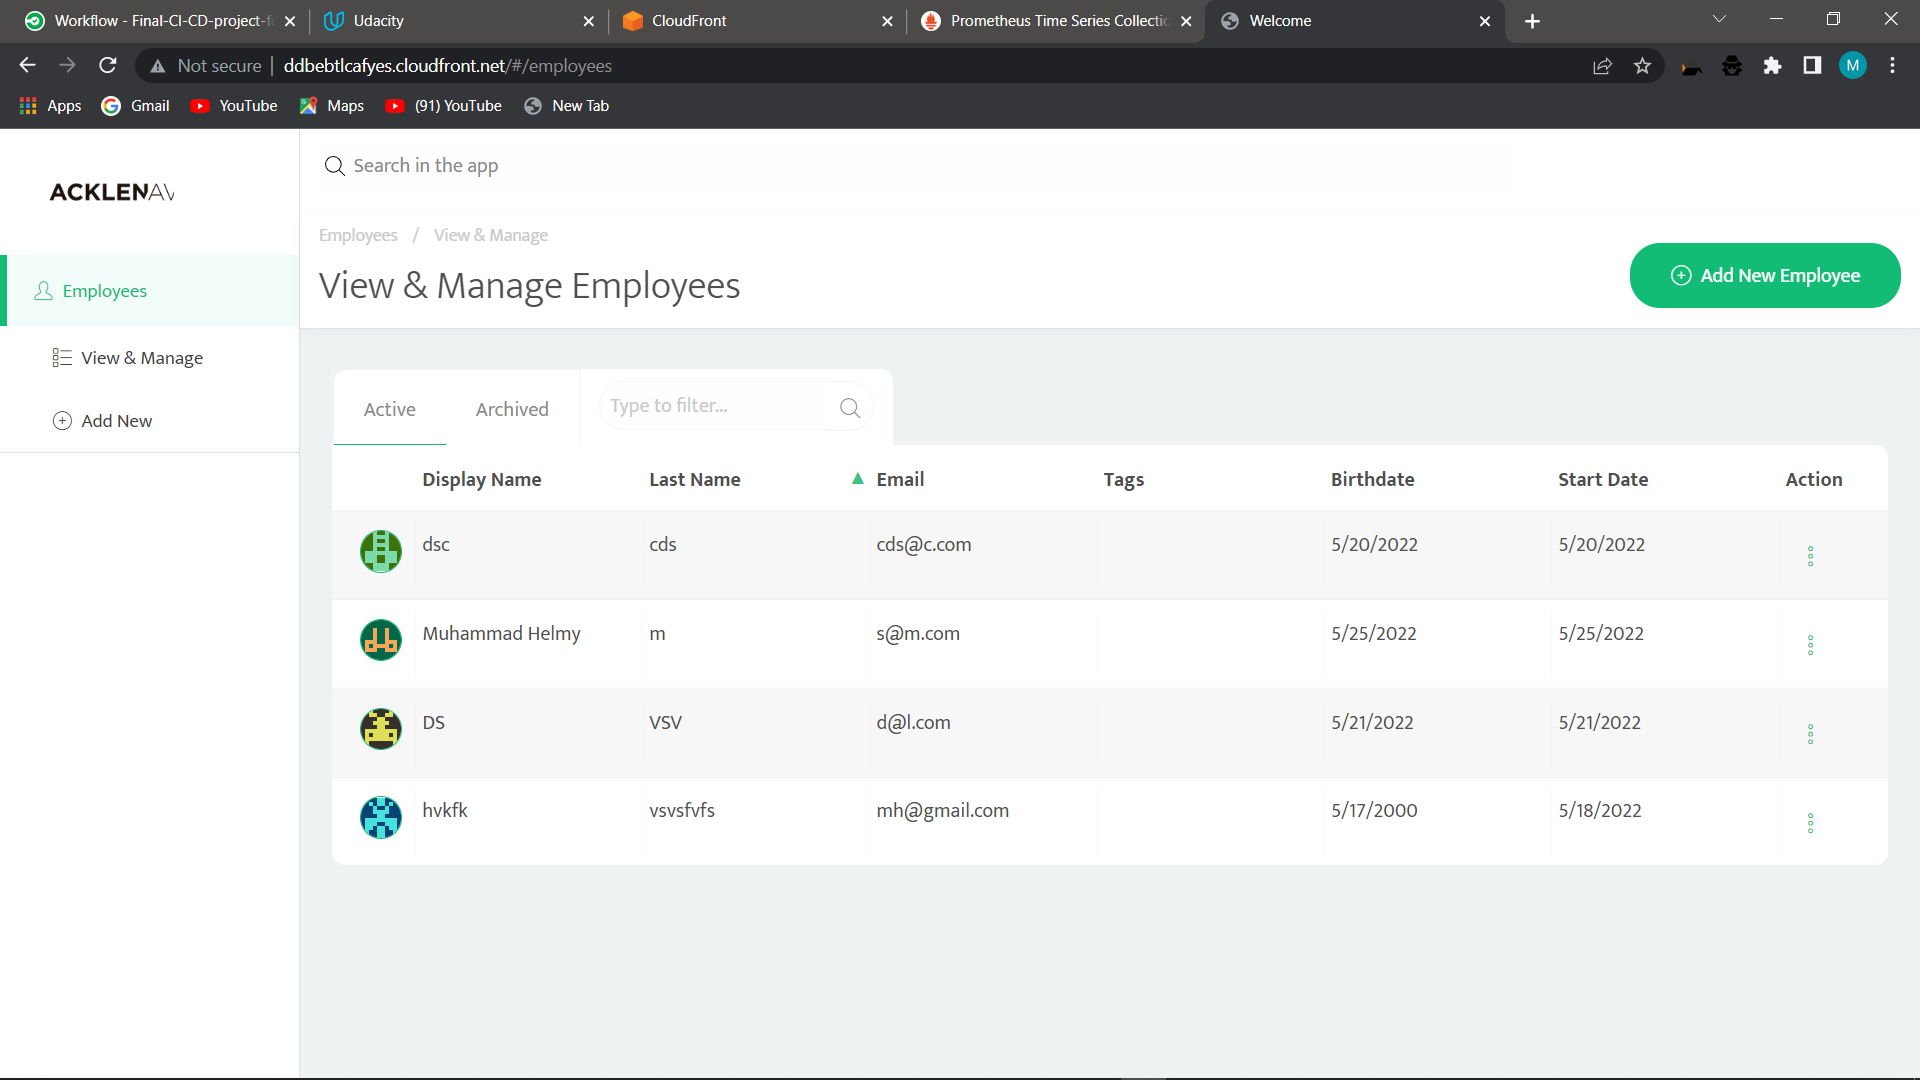 Workflow - Final-CI-CD-project-f
Udacity
CloudFront
Prometheus Time Series Collectio
Welcome
Not secure ddbebtlcafyes.cloudfront.net/#/employees
M
Apps Gmail YouTube Maps (91) YouTube New Tab
Search in the app
ACKLENAV
Employees / View & Manage
View & Manage Employees
Add New Employee
Employees
View & Manage
Add New
Active Archived Type to filter...
Display Name Last Name Email Tags Birthdate Start Date Action
dsc cds cds@c.com 5/20/2022 5/20/2022
Muhammad Helmy m s@m.com 5/25/2022 5/25/2022
DS VSV d@l.com 5/21/2022 5/21/2022
hvkfk vsvsfvfs mh@gmail.com 5/17/2000 5/18/2022